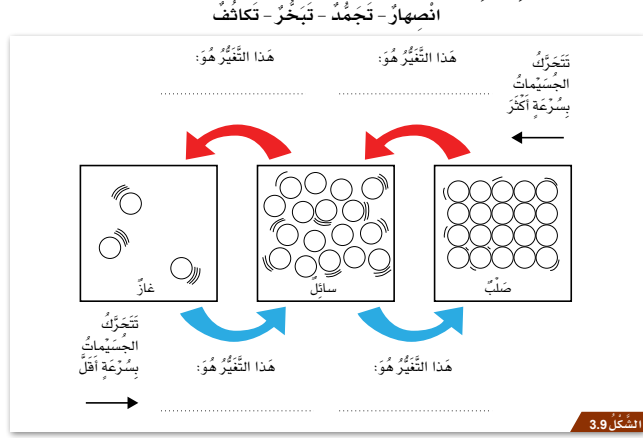 انْصِهارٌ - تَجَمُّدٌ - تَبَخُّرٌ - تَكاثُفٌ
تَتَحَرَّكُ
الجُسَيْماتُ
بِسُرْعَةٍ أَكْثَرَ
هَذا التَّغَيُّرُ هُوَ:
هَذا التَّغَيُّرُ هُوَ:
صَلْبٌ
سائِلٌ
غازٌ
هَذا التَّغَيُّرُ هُوَ:
هَذا التَّغَيُّرُ هُوَ:
تَتَحَرَّكُ
الجُسَيْماتُ
بِسُرْعَةٍ أَقَلَّ
الشَّكْلُ 3.9